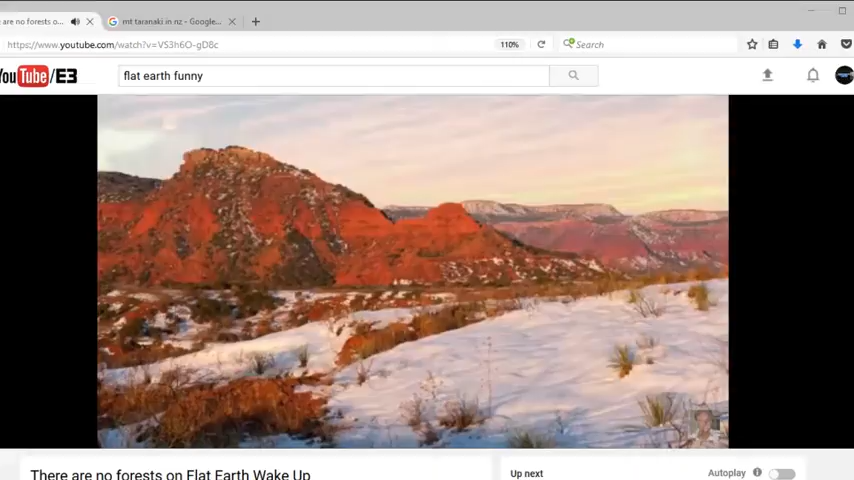 are no forests o...
mt taranaki in nz - Google...
https://www.youtube.com/watch?v=VS3h6O-gD8c
110%
Search
YouTube/E3
flat earth funny
There are no forests on Flat Earth Wake Up
Up next
Autoplay